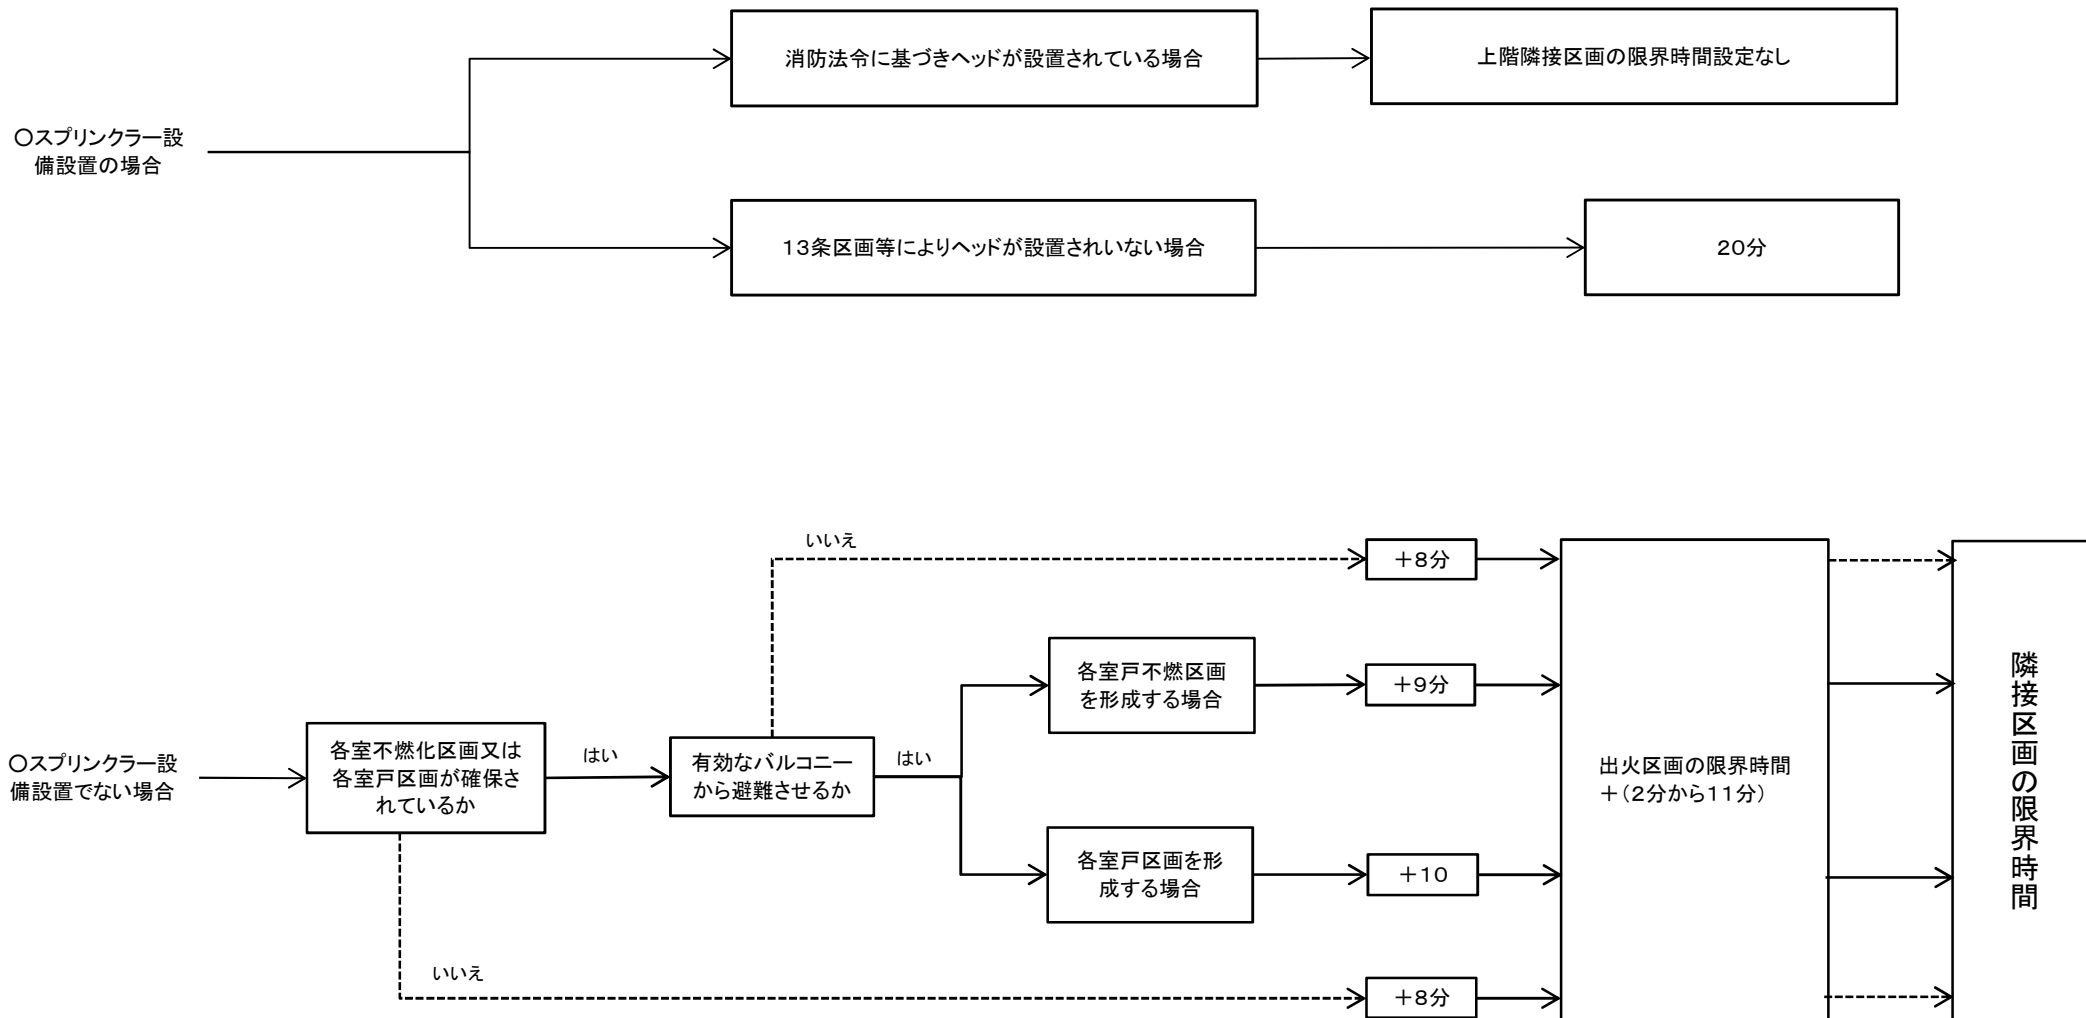 消防法令に基づきヘッドが設置されている場合
上階隣接区画の限界時間設定なし
○スプリンクラー設
備設置の場合
13条区画等によりヘッドが設置されいない場合
20分
いいえ
+8分
各室戸不燃区画
を形成する場合
+9分
○スプリンクラー設
備設置でない場合
各室不燃化区画又は
各室戸区画が確保さ
れているか
はい
有効なバルコニー
から避難させるか
はい
出火区画の限界時間
+(2分から11分)
隣接区画の限界時間
各室戸区画を形
成する場合
+10
いいえ
+8分